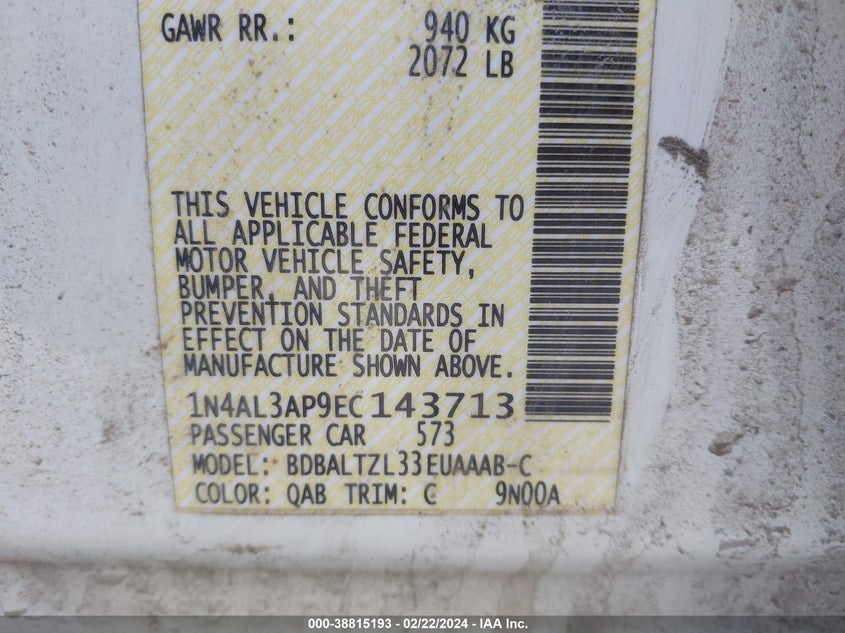 GAWR RR.: 940 KG
2072 LB
THIS VEHICLE CONFORMS TO
ALL APPLICABLE FEDERAL
MOTOR VEHICLE SAFETY,
BUMPER, AND THEFT
PREVENTION STANDARDS IN
EFFECT ON THE DATE OF
MANUFACTURE SHOWN ABOVE.
1N4AL3AP9EC143713
PASSENGER CAR 573
MODEL: BDBALTZL33EUAAAB-C
COLOR: QAB TRIM: C 9N00A
000-38815193 - 02/22/2024 - IAA Inc.